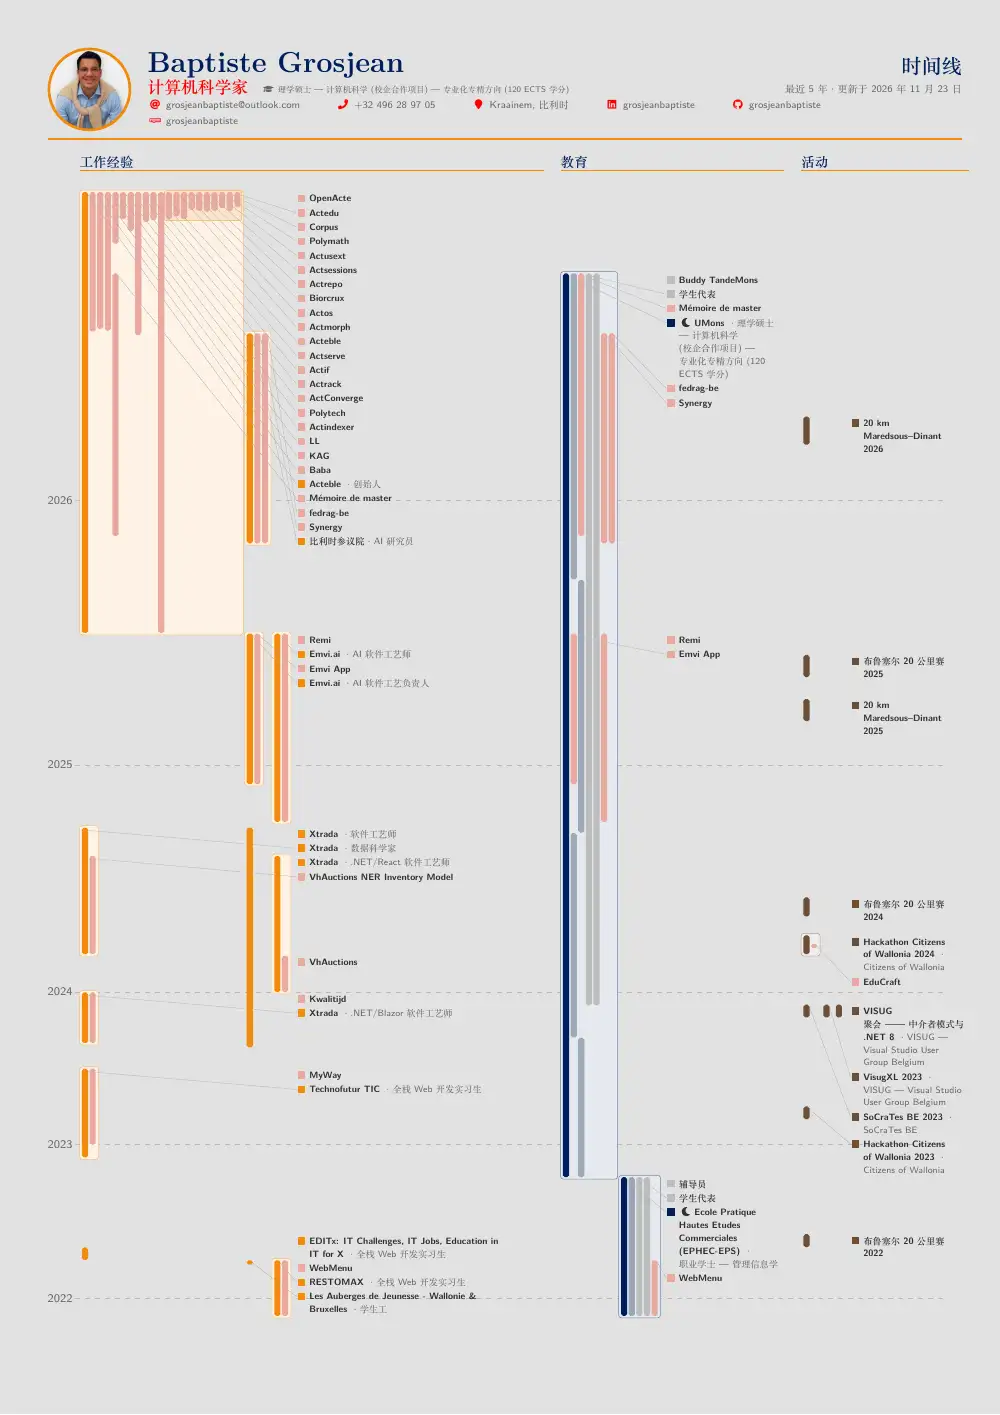 Baptiste Grosjean
时间线
计算机科学家
理学硕士 — 计算机科学 (校企合作项目) — 专业化专精方向 (120 ECTS 学分)
最近 5 年 · 更新于 2026 年 11 月 23 日
grosjeanbaptiste@outlook.com
+32 496 28 97 05
Kraainem, 比利时
grosjeanbaptiste
grosjeanbaptiste
grosjeanbaptiste
工作经验
教育
活动
OpenActe
Actedu
Corpus
Polymath
Actusext
Actsessions
Actrepo
Biorcrux
Actos
Actmorph
Acteble
Actserve
Actif
Actrack
ActConverge
Polytech
Actindexer
LL
KAG
Baba
Acteble · 创始人
Mémoire de master
fedrag-be
Synergy
比利时参议院 · AI 研究员
Remi
Emvi.ai · AI 软件工艺师
Emvi App
Emvi.ai · AI 软件工艺负责人
Xtrada · 软件工艺师
Xtrada · 数据科学家
Xtrada · .NET/React 软件工艺师
VhAuctions NER Inventory Model
VhAuctions
Kwalitijd
Xtrada · .NET/Blazor 软件工艺师
MyWay
Technofutur TIC · 全栈 Web 开发实习生
EDITx: IT Challenges, IT Jobs, Education in
IT for X · 全栈 Web 开发实习生
WebMenu
RESTOMAX · 全栈 Web 开发实习生
Les Auberges de Jeunesse - Wallonie &
Bruxelles · 学生工
2026
2025
2024
2023
2022
Buddy TandeMons
学生代表
Mémoire de master
UMons · 理学硕士
— 计算机科学
(校企合作项目) —
专业化专精方向 (120
ECTS 学分)
fedrag-be
Synergy
Remi
Emvi App
辅导员
学生代表
Ecole Pratique
Hautes Etudes
Commerciales
(EPHEC-EPS) ·
职业学士 — 管理信息学
WebMenu
20 km
Maredsous–Dinant
2026
布鲁塞尔 20 公里赛
2025
20 km
Maredsous–Dinant
2025
布鲁塞尔 20 公里赛
2024
Hackathon Citizens
of Wallonia 2024 ·
Citizens of Wallonia
EduCraft
VISUG
聚会 —— 中介者模式与
.NET 8 · VISUG —
Visual Studio User
Group Belgium
VisugXL 2023 ·
VISUG — Visual Studio
User Group Belgium
SoCraTes BE 2023 ·
SoCraTes BE
Hackathon Citizens
of Wallonia 2023 ·
Citizens of Wallonia
布鲁塞尔 20 公里赛
2022